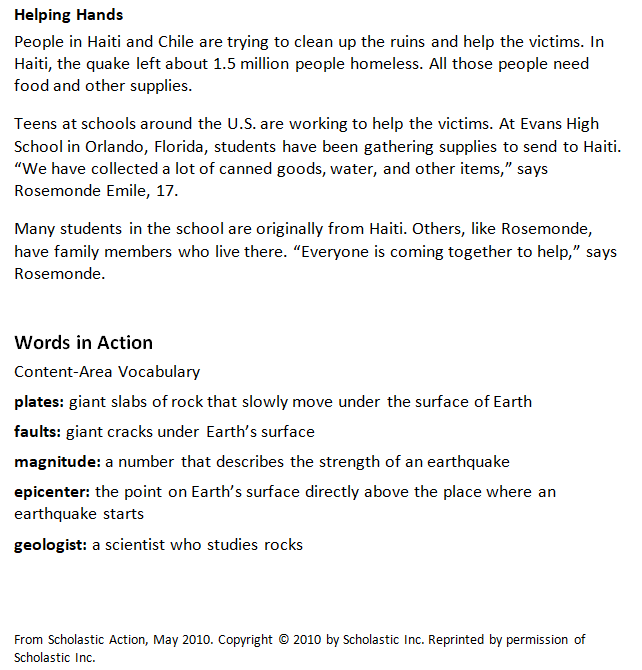 Helping Hands
People in Haiti and Chile are trying to clean up the ruins and help the victims. In
Haiti, the quake left about 1.5 million people homeless. All those people need
food and other supplies.
Teens at schools around the U.S. are working to help the victims. At Evans High
School in Orlando, Florida, students have been gathering supplies to send to Haiti.
“We have collected a lot of canned goods, water, and other items,” says
Rosemonde Emile, 17.
Many students in the school are originally from Haiti. Others, like Rosemonde,
have family members who live there. “Everyone is coming together to help,” says
Rosemonde.
Words in Action
Content-Area Vocabulary
plates: giant slabs of rock that slowly move under the surface of Earth
faults: giant cracks under Earth’s surface
magnitude: a number that describes the strength of an earthquake
epicenter: the point on Earth’s surface directly above the place where an
earthquake starts
geologist: a scientist who studies rocks
From Scholastic Action, May 2010. Copyright © 2010 by Scholastic Inc. Reprinted by permission of
Scholastic Inc.